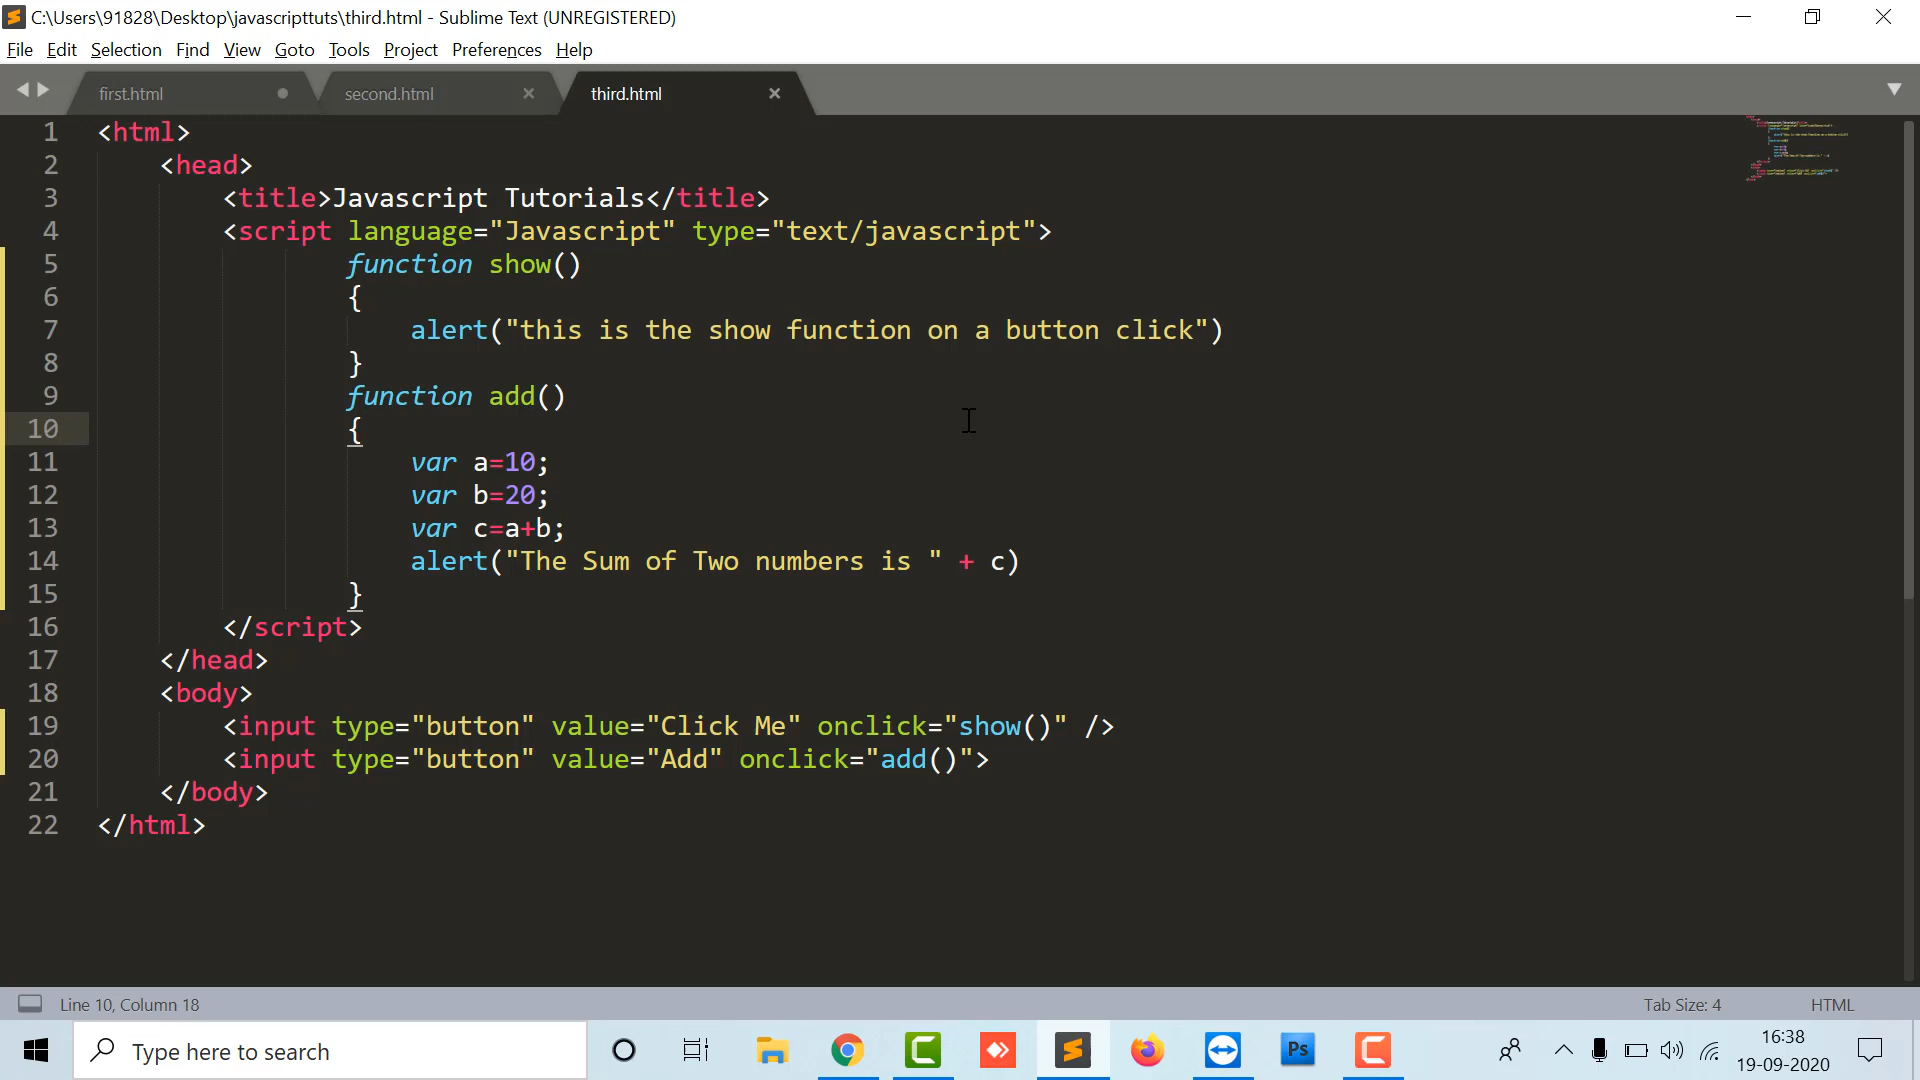 C:\Users\91828\Desktop\javascripttuts\third.html - Sublime Text (UNREGISTERED)
File Edit Selection Find View Goto Tools Project Preferences Help
first.html second.html third.html
1 <html>
2 <head>
3 <title>Javascript Tutorials</title>
4 <script language="Javascript" type="text/javascript">
5 function show()
6 {
7 alert("this is the show function on a button click")
8 }
9 function add()
10 {
11 var a=10;
12 var b=20;
13 var c=a+b;
14 alert("The Sum of Two numbers is " + c)
15 }
16 </script>
17 </head>
18 <body>
19 <input type="button" value="Click Me" onclick="show()" />
20 <input type="button" value="Add" onclick="add()">
21 </body>
22 </html>
Line 10, Column 18 Tab Size: 4 HTML
Type here to search
Ps
16:38
19-09-2020